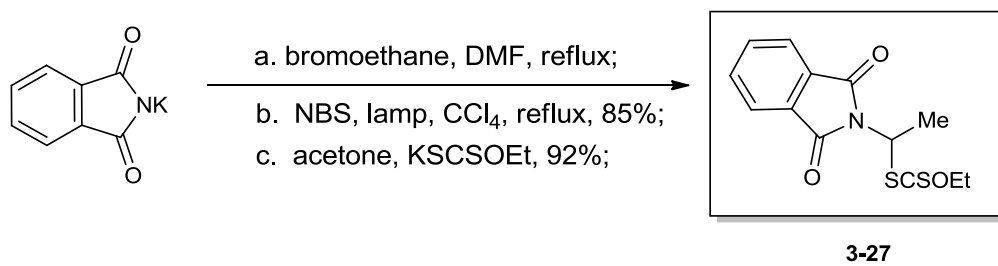 O
NK
O
a. bromoethane, DMF, reflux;
b. NBS, lamp, CCl₄, reflux, 85%;
c. acetone, KSCSOEt, 92%;
O
N
Me
O
SCSOEt
3-27